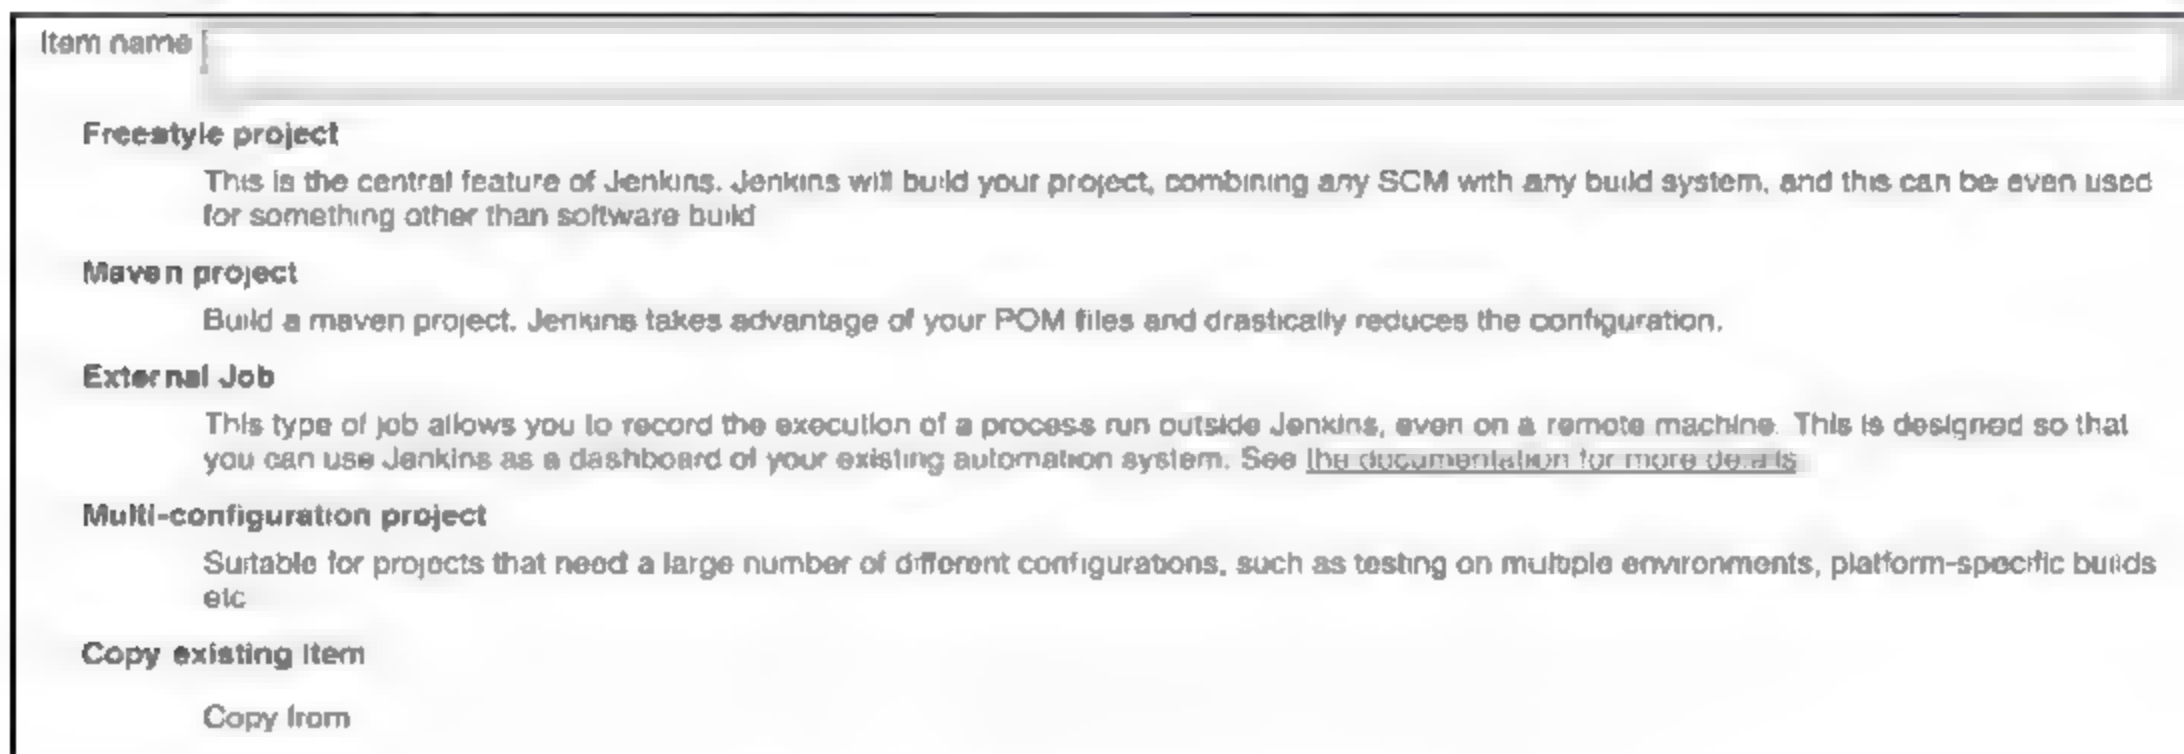 Item name
Freestyle project
This is the central feature of Jenkins. Jenkins will build your project, combining any SCM with any build system, and this can be even used
for something other than software build
Maven project
Build a maven project. Jenkins takes advantage of your POM files and drastically reduces the configuration.
External Job
This type of job allows you to record the execution of a process run outside Jenkins, even on a remote machine. This is designed so that
you can use Jenkins as a dashboard of your existing automation system. See the documentation for more details
Multi-configuration project
Suitable for projects that need a large number of different configurations, such as testing on multiple environments, platform-specific builds
etc
Copy existing Item
Copy from